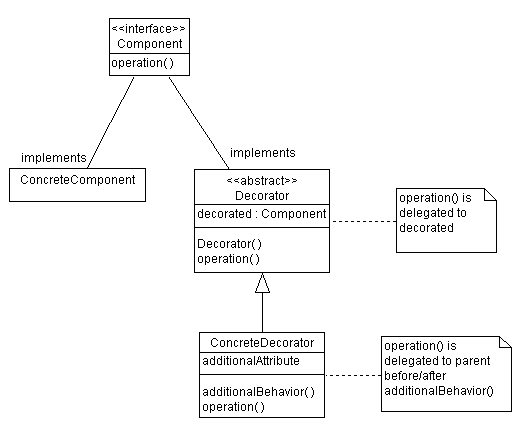 <<interface>>
Component
operation()
implements
implements
ConcreteComponent
<<abstract>>
Decorator
decorated : Component
Decorator()
operation()
operation() is
delegated to
decorated
ConcreteDecorator
additionalAttribute
additionalBehavior()
operation()
operation() is
delegated to parent
before/after
additionalBehavior()